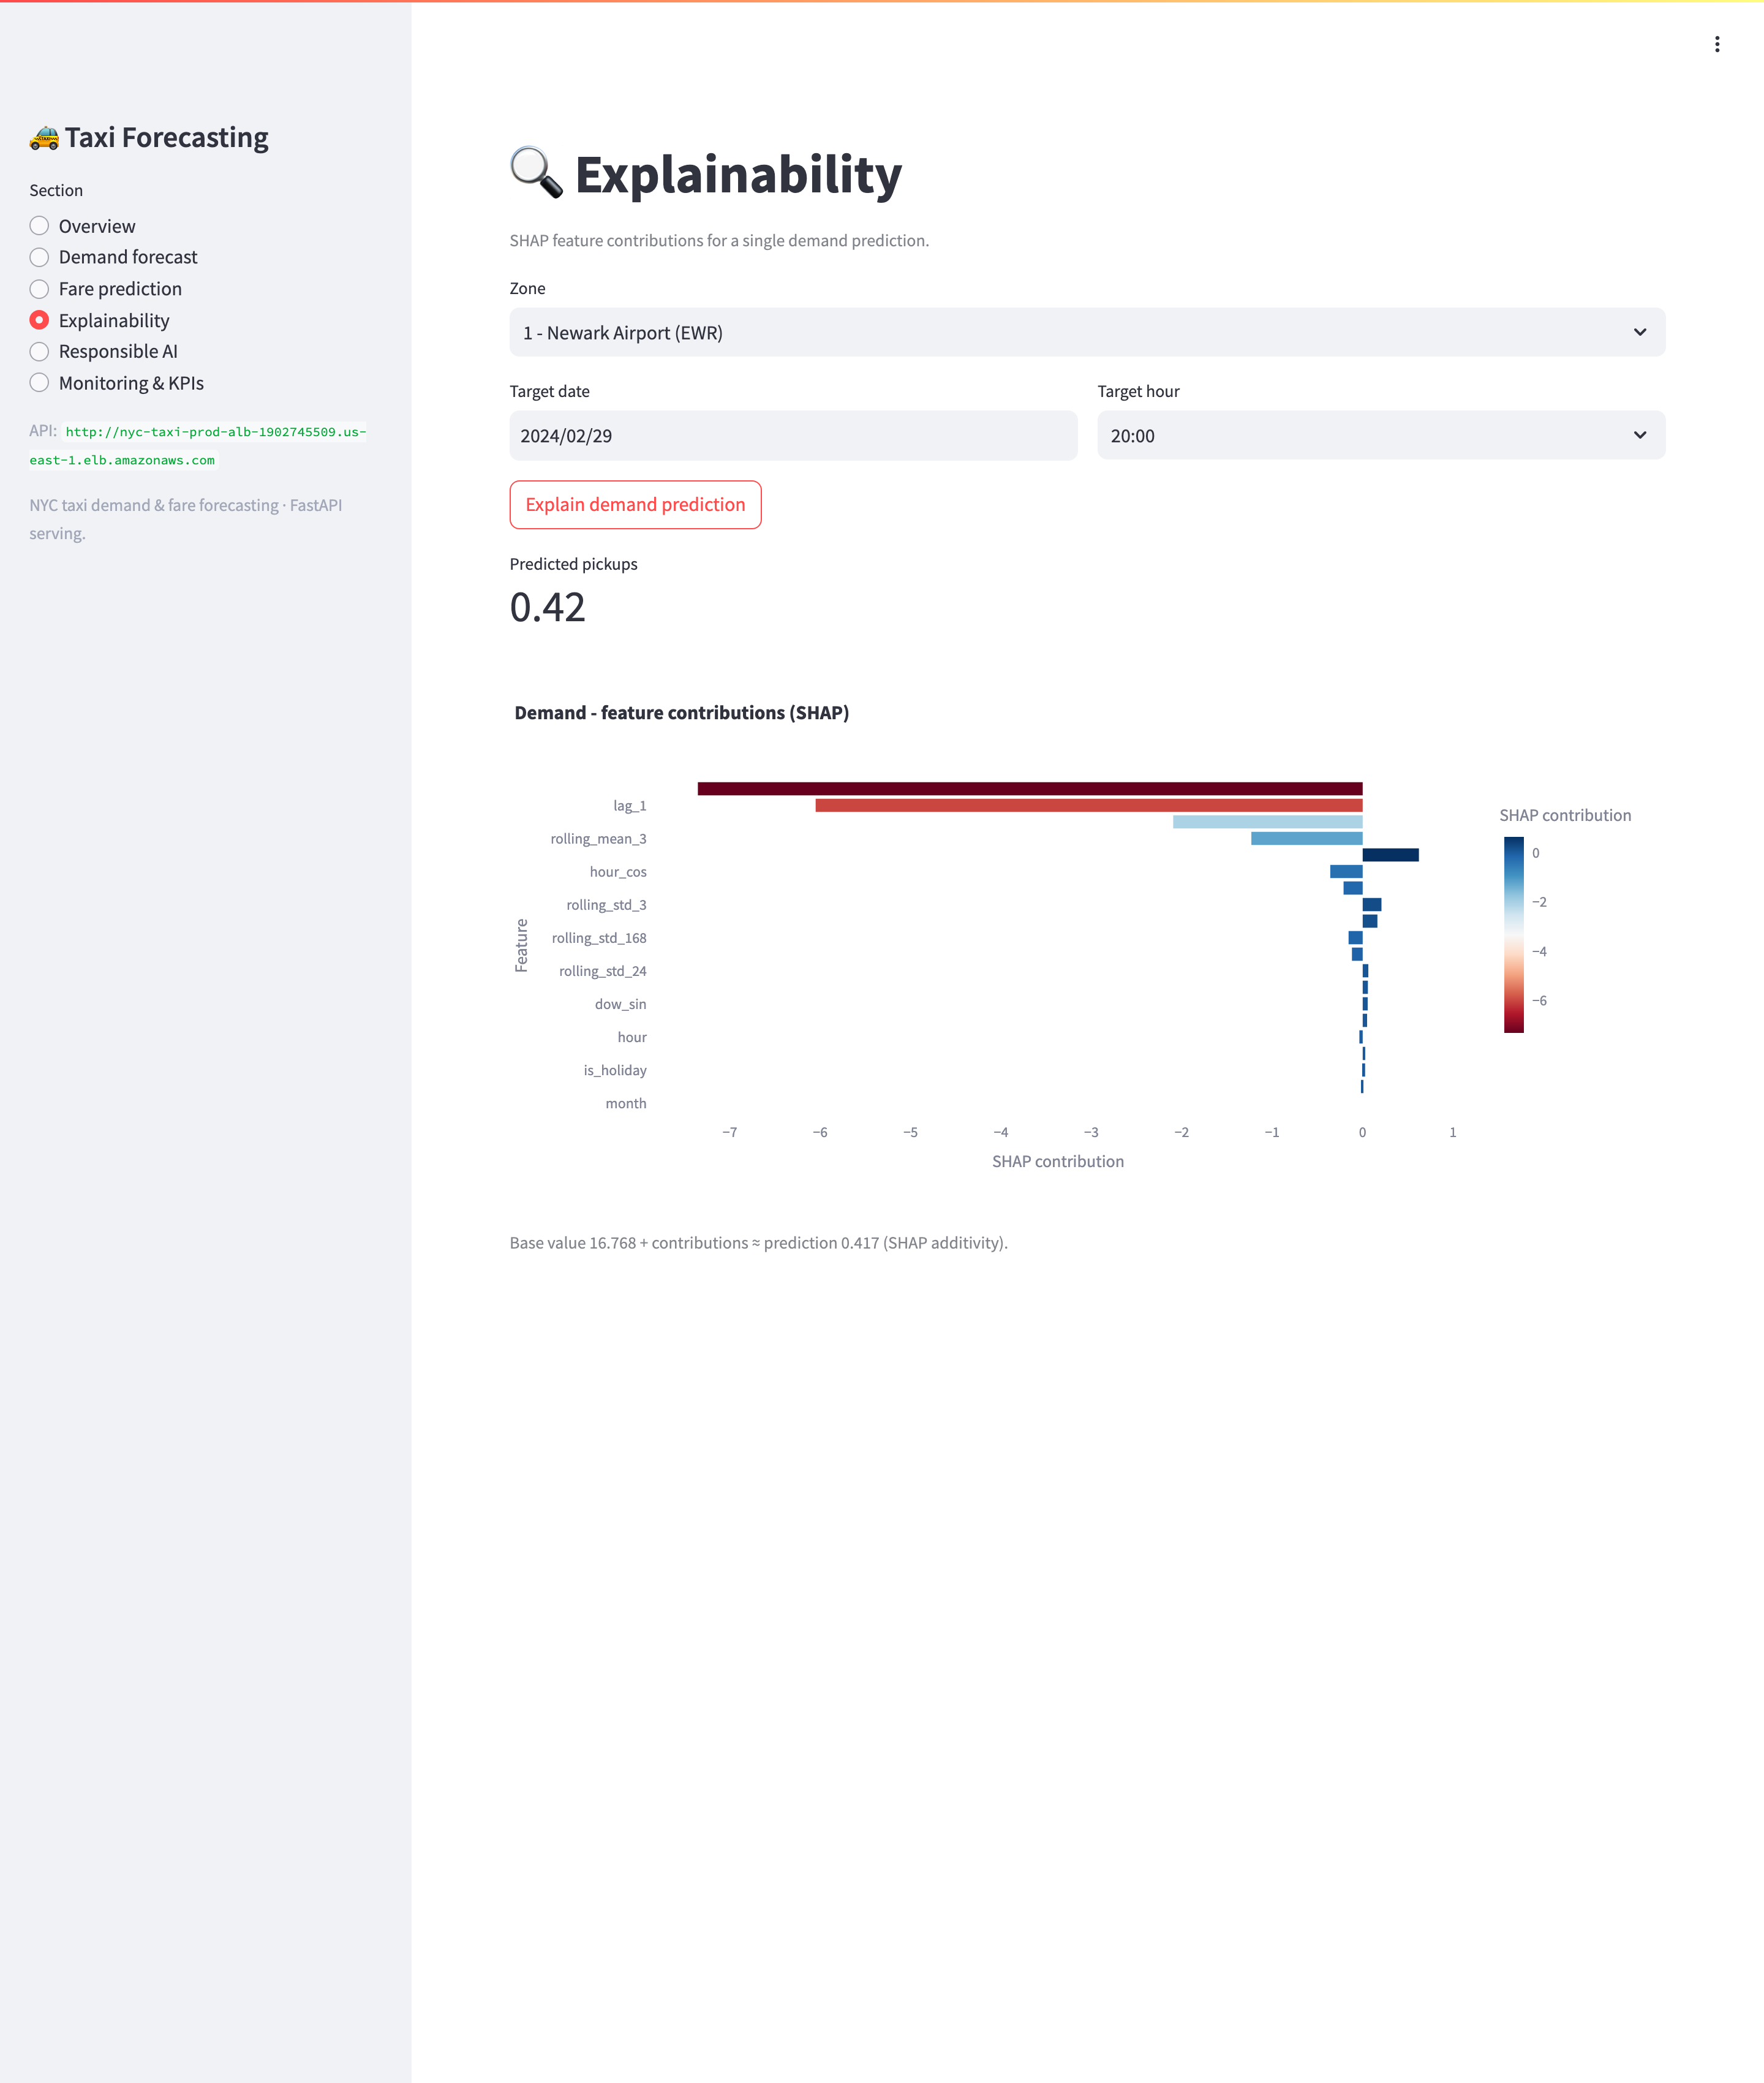 🚕 Taxi Forecasting
Section
Overview
Demand forecast
Fare prediction
Explainability
Responsible AI
Monitoring & KPIs
API: http://nyc-taxi-prod-alb-1902745509.us-
east-1.elb.amazonaws.com
NYC taxi demand & fare forecasting · FastAPI
serving.
🔍 Explainability
SHAP feature contributions for a single demand prediction.
Zone
1 - Newark Airport (EWR)
Target date
2024/02/29
Target hour
20:00
Explain demand prediction
Predicted pickups
0.42
Demand - feature contributions (SHAP)
Feature
lag_1
rolling_mean_3
hour_cos
rolling_std_3
rolling_std_168
rolling_std_24
dow_sin
hour
is_holiday
month
−7 −6 −5 −4 −3 −2 −1 0 1
SHAP contribution
SHAP contribution
0
−2
−4
−6
Base value 16.768 + contributions ≈ prediction 0.417 (SHAP additivity).